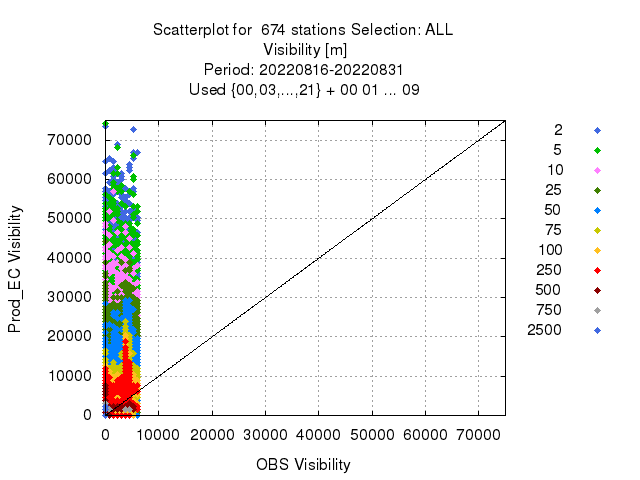 Scatterplot for 674 stations Selection: ALL
Visibility [m]
Period: 20220816-20220831
Used {00,03,...,21} + 00 01 ... 09
70000
60000
50000
40000
30000
20000
10000
0
Prod_EC Visibility
0 10000 20000 30000 40000 50000 60000 70000
OBS Visibility
2
5
10
25
50
75
100
250
500
750
2500